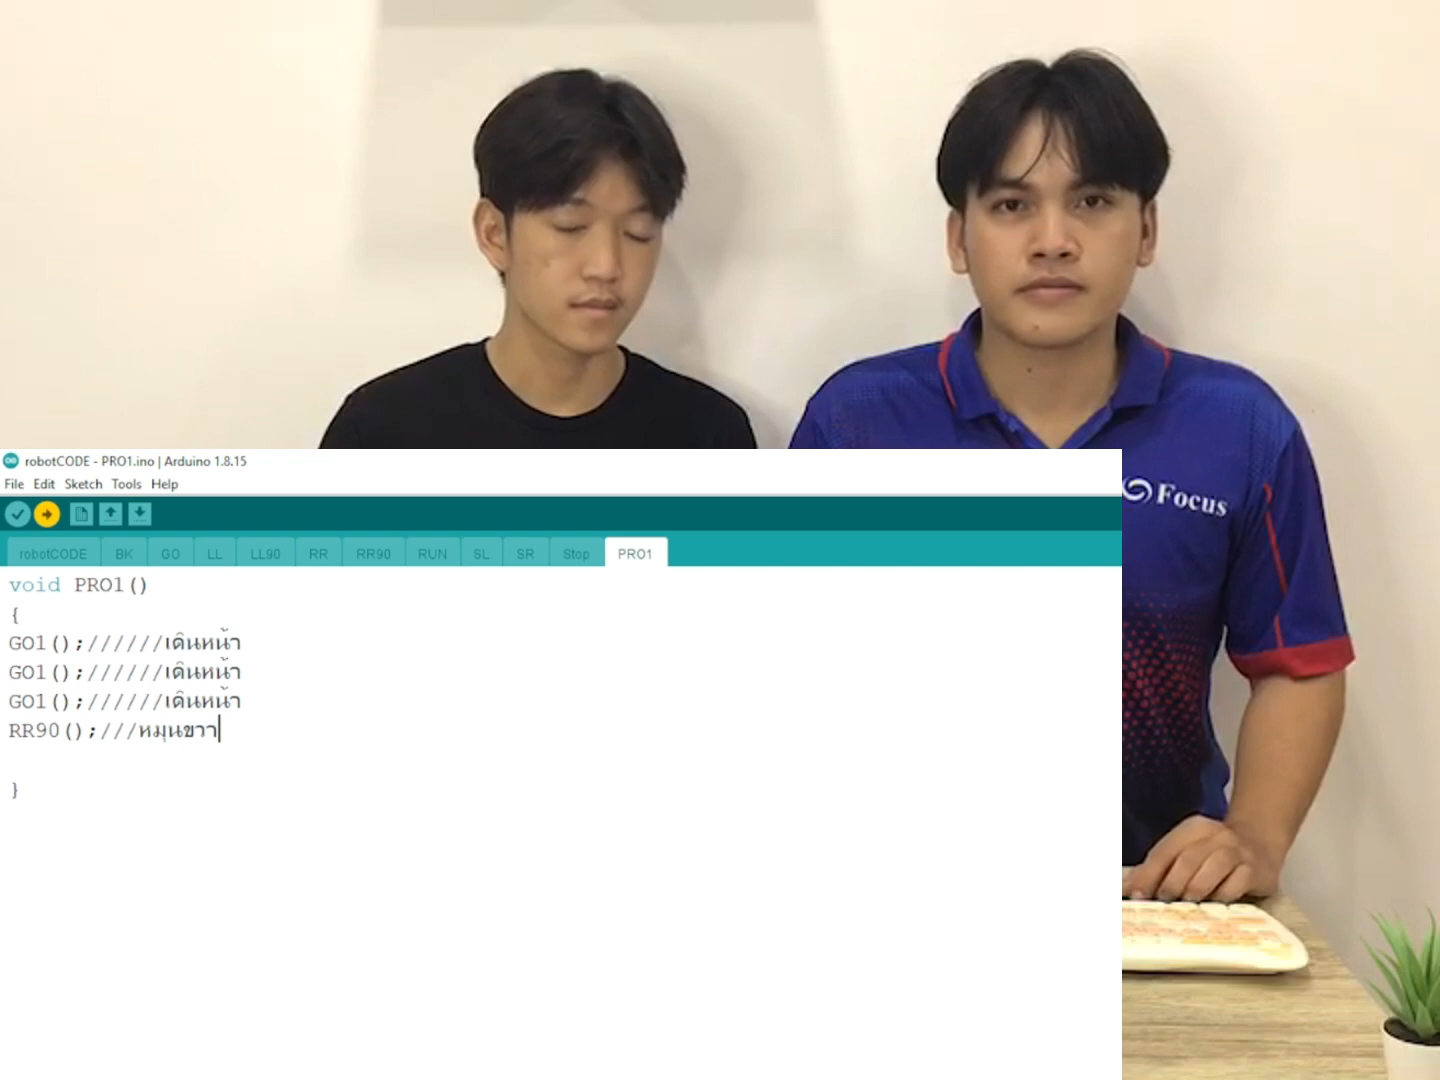 Focus
robotCODE - PRO1.ino | Arduino 1.8.15
File Edit Sketch Tools Help
robotCODE BK GO LL LL90 RR RR90 RUN SL SR Stop PRO1
void PRO1()
{
GO1();//////เดินหน้า
GO1();//////เดินหน้า
GO1();//////เดินหน้า
RR90();///หมุนขาว
}